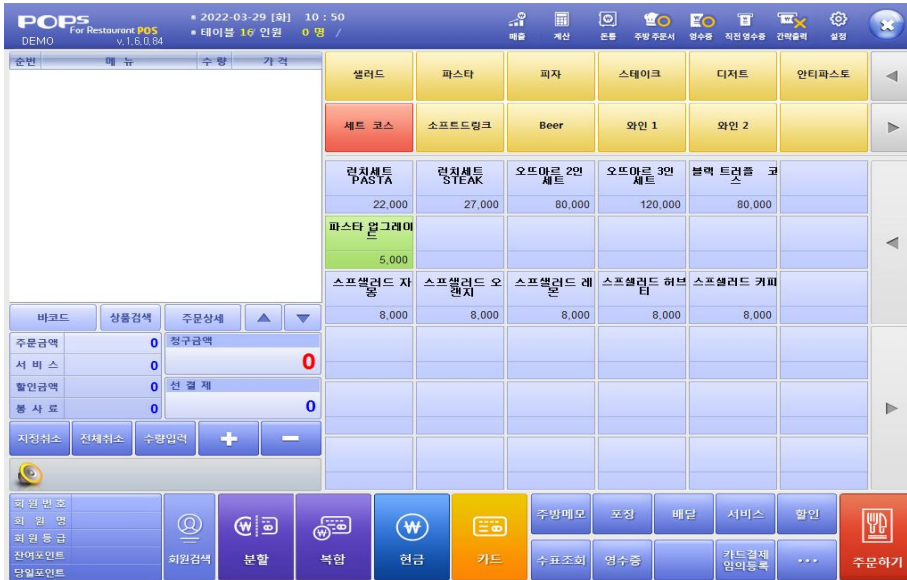 POPS For Restaurant POS
DEMO v,1,6,0,84
2022-03-29 [화] 10 : 50
테이블 16 인원 0 명 /
매출 계산 돈통 주방 주문서 영수증 직전 영수증 간략출력 설정
순번 메 뉴 수 량 가 격
샐러드 파스타 피자 스테이크 디저트 안티파스토
세트 코스 소프트드링크 Beer 와인 1 와인 2
런치세트 PASTA
22,000
런치세트 STEAK
27,000
오뜨마르 2인 세트
80,000
오뜨마르 3인 세트
120,000
블랙 트러플 코스
80,000
파스타 업그레이드
5,000
스프샐러드 자몽
8,000
스프샐러드 오랜지
8,000
스프샐러드 레몬
8,000
스프샐러드 허브티
8,000
스프샐러드 커피
8,000
바코드 상품검색 주문상세
주문금액 0 청구금액
서 비 스 0 0
할인금액 0 선 결 제
봉 사 료 0 0
지정취소 전체취소 수량입력 + -
회 원 번 호
회 원 명
회 원 등 급
잔여포인트
당일포인트
회원검색 분할 복합 현금 카드
주방메모 포장 배달 서비스 할인
수표조회 영수증 카드결제 임의등록 ...
주문하기